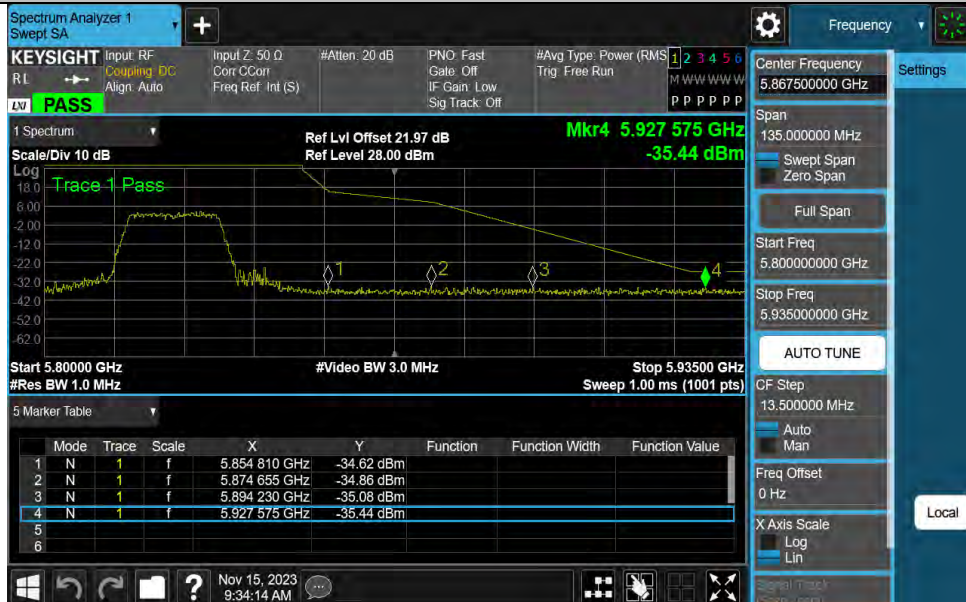 Spectrum Analyzer 1
Swept SA
+
Frequency
KEYSIGHT
Input: RF
Coupling: DC
Align: Auto
Input Z: 50 Ω
Corr CCorr
Freq Ref: Int (S)
#Atten: 20 dB
PNO: Fast
Gate: Off
IF Gain: Low
Sig Track: Off
#Avg Type: Power (RMS
Trig: Free Run
1 2 3 4 5 6
M W W W W W
P P P P P P
LXI
PASS
1 Spectrum
Scale/Div 10 dB
Ref Lvl Offset 21.97 dB
Ref Level 28.00 dBm
Mkr4 5.927 575 GHz
-35.44 dBm
Log
Trace 1 Pass
18.0
8.00
-2.00
-12.0
-22.0
-32.0
-42.0
-52.0
-62.0
1
2
3
4
Start 5.80000 GHz
#Video BW 3.0 MHz
Stop 5.93500 GHz
#Res BW 1.0 MHz
Sweep 1.00 ms (1001 pts)
5 Marker Table
Mode Trace Scale X Y Function Function Width Function Value
1 N 1 f 5.854 810 GHz -34.62 dBm
2 N 1 f 5.874 655 GHz -34.86 dBm
3 N 1 f 5.894 230 GHz -35.08 dBm
4 N 1 f 5.927 575 GHz -35.44 dBm
5
6
?
Nov 15, 2023
9:34:14 AM
Center Frequency
5.867500000 GHz
Settings
Span
135.000000 MHz
Swept Span
Zero Span
Full Span
Start Freq
5.800000000 GHz
Stop Freq
5.935000000 GHz
AUTO TUNE
CF Step
13.500000 MHz
Auto
Man
Freq Offset
0 Hz
Local
X Axis Scale
Log
Lin
Signal Track